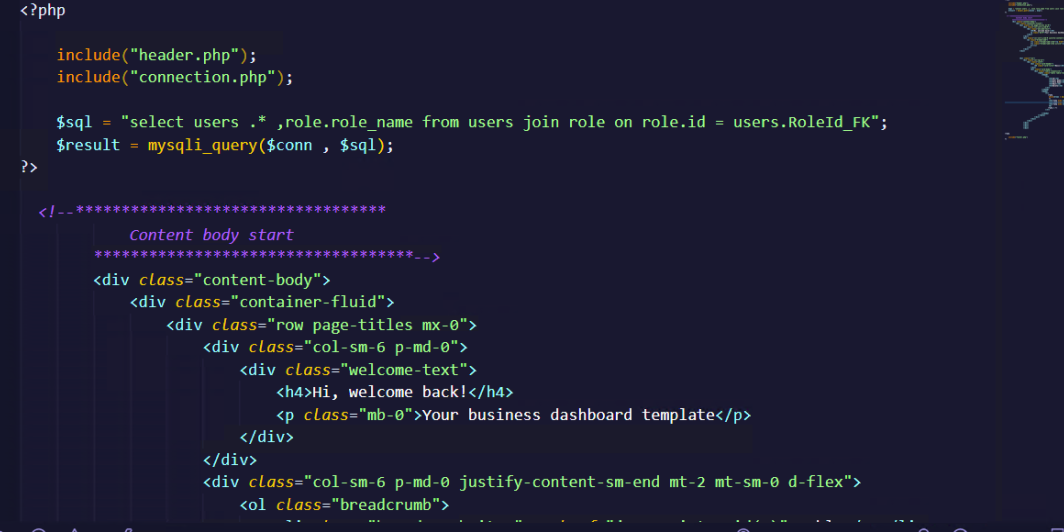 <?php
include("header.php");
include("connection.php");
$sql = "select users .* ,role.role_name from users join role on role.id = users.RoleId_FK";
$result = mysqli_query($conn , $sql);
?>
<!--**********************************
Content body start
***********************************-->
<div class="content-body">
<div class="container-fluid">
<div class="row page-titles mx-0">
<div class="col-sm-6 p-md-0">
<div class="welcome-text">
<h4>Hi, welcome back!</h4>
<p class="mb-0">Your business dashboard template</p>
</div>
</div>
<div class="col-sm-6 p-md-0 justify-content-sm-end mt-2 mt-sm-0 d-flex">
<ol class="breadcrumb">